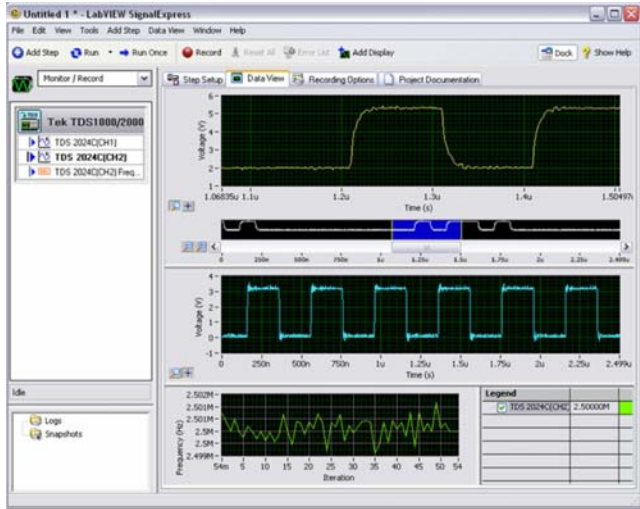 Untitled 1 * - LabVIEW SignalExpress
File Edit View Tools Add Step Data View Window Help
Add Step Run Run Once Record Reset All Error List Add Display Dock Show Help
Monitor / Record
Step Setup Data View Recording Options Project Documentation
Tek TDS1000/2000
TDS 2024C(CH1)
TDS 2024C(CH2)
TDS 2024C(CH2) Freq...
Voltage (V)
6-
5-
4-
3-
2-
1-
1.06835u 1.1u 1.2u 1.3u 1.4u 1.50497u
Time (s)
0 250n 500n 750n 1u 1.25u 1.5u 1.75u 2u 2.25u 2.499u
Voltage (V)
4-
3-
2-
1-
0-
-1-
0 250n 500n 750n 1u 1.25u 1.5u 1.75u 2u 2.25u 2.499u
Time (s)
Idle
Logs
Snapshots
Frequency (Hz)
2.502M-
2.501M-
2.501M-
2.5M-
2.5M-
2.499M-
54m 5 10 15 20 25 30 35 40 45 50 54
Iteration
Legend
TDS 2024C(CH2) 2.50000M